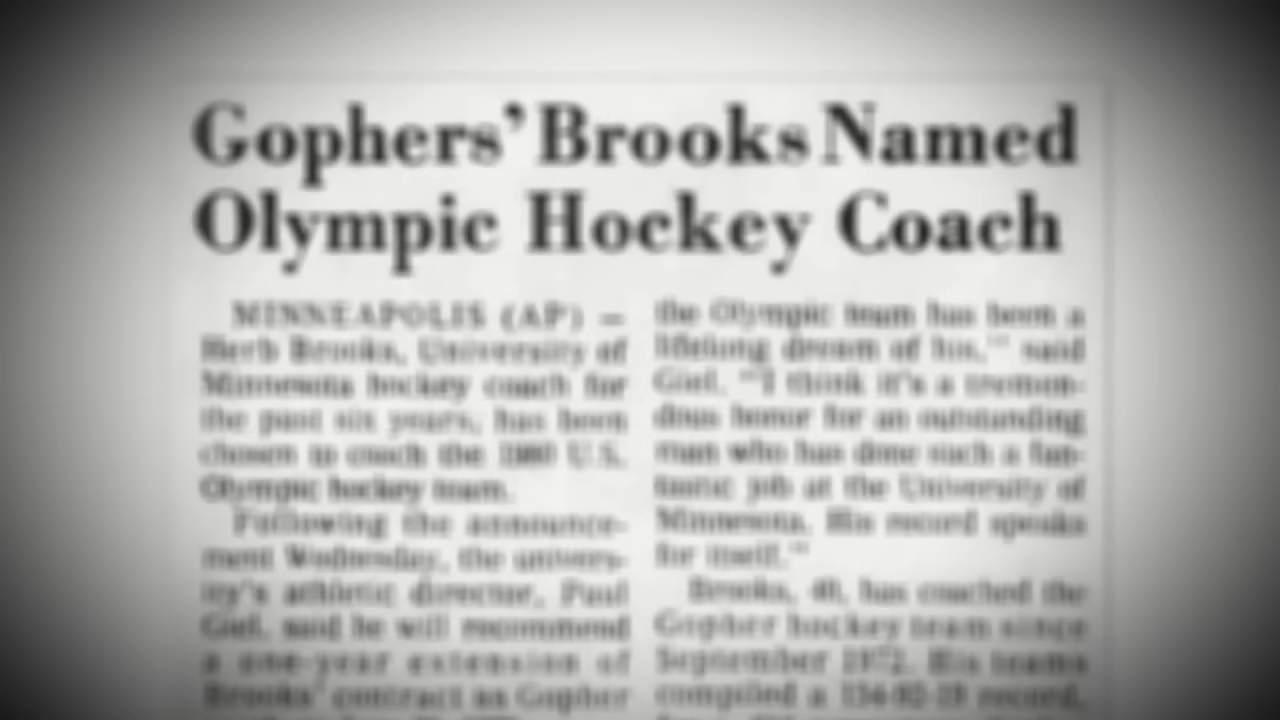 Gophers' Brooks Named
Olympic Hockey Coach
MINNEAPOLIS (AP) —
Herb Brooks, University of
Minnesota hockey coach for
the past six years, has been
chosen to coach the 1980 U.S.
Olympic hockey team.
Following the announce-
ment Wednesday, the univers-
ity's athletic director, Paul
Giel, said he will recommend
a one-year extension of
Brooks' contract as Gopher
the Olympic team has been a
lifelong dream of his," said
Giel. "I think it's a tremen-
dous honor for an outstanding
man who has done such a fan-
tastic job at the University of
Minnesota. His record speaks
for itself."
Brooks, 40, has coached the
Gopher hockey team since
September 1972. His teams
compiled a record,